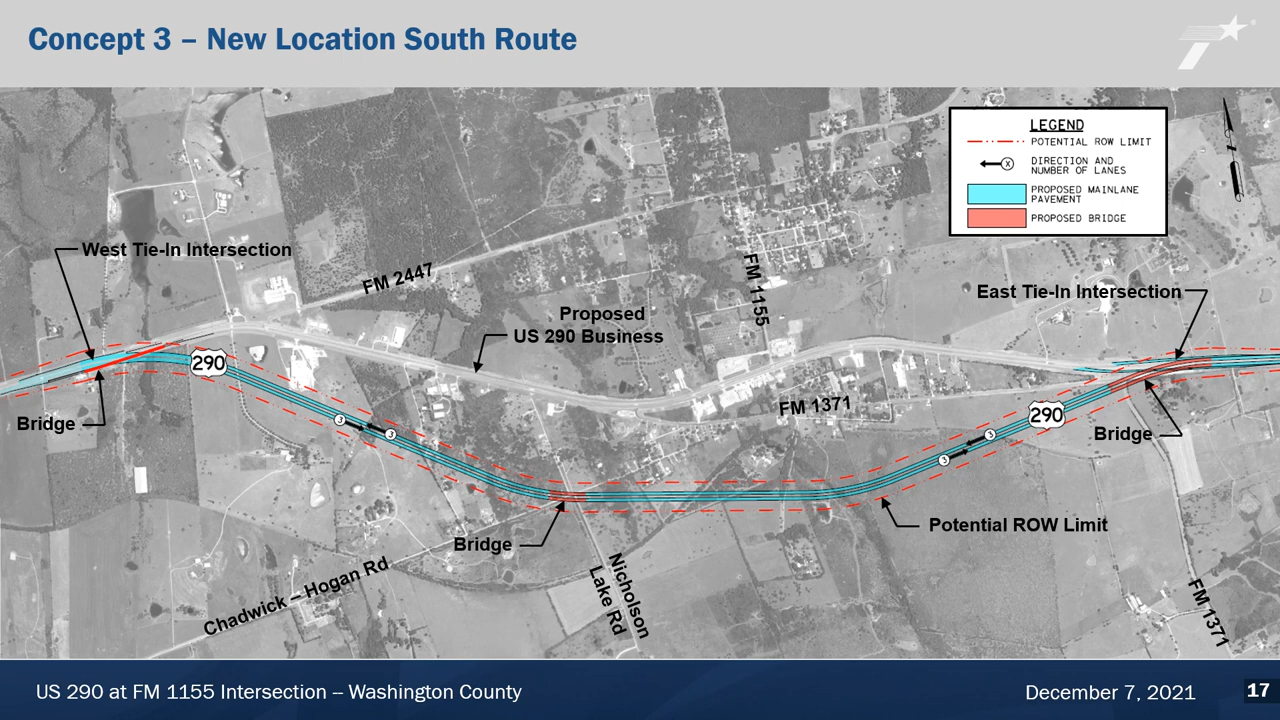 Concept 3 – New Location South Route
LEGEND
POTENTIAL ROW LIMIT
X
DIRECTION AND
NUMBER OF LANES
PROPOSED MAINLANE
PAVEMENT
PROPOSED BRIDGE
West Tie-In Intersection
FM 2447
FM 1155
Proposed
US 290 Business
East Tie-In Intersection
290
FM 1371
290
Bridge
3
3
3
3
Bridge
Bridge
Potential ROW Limit
Chadwick – Hogan Rd
Nicholson
Lake Rd
FM 1371
US 290 at FM 1155 Intersection – Washington County
December 7, 2021
17